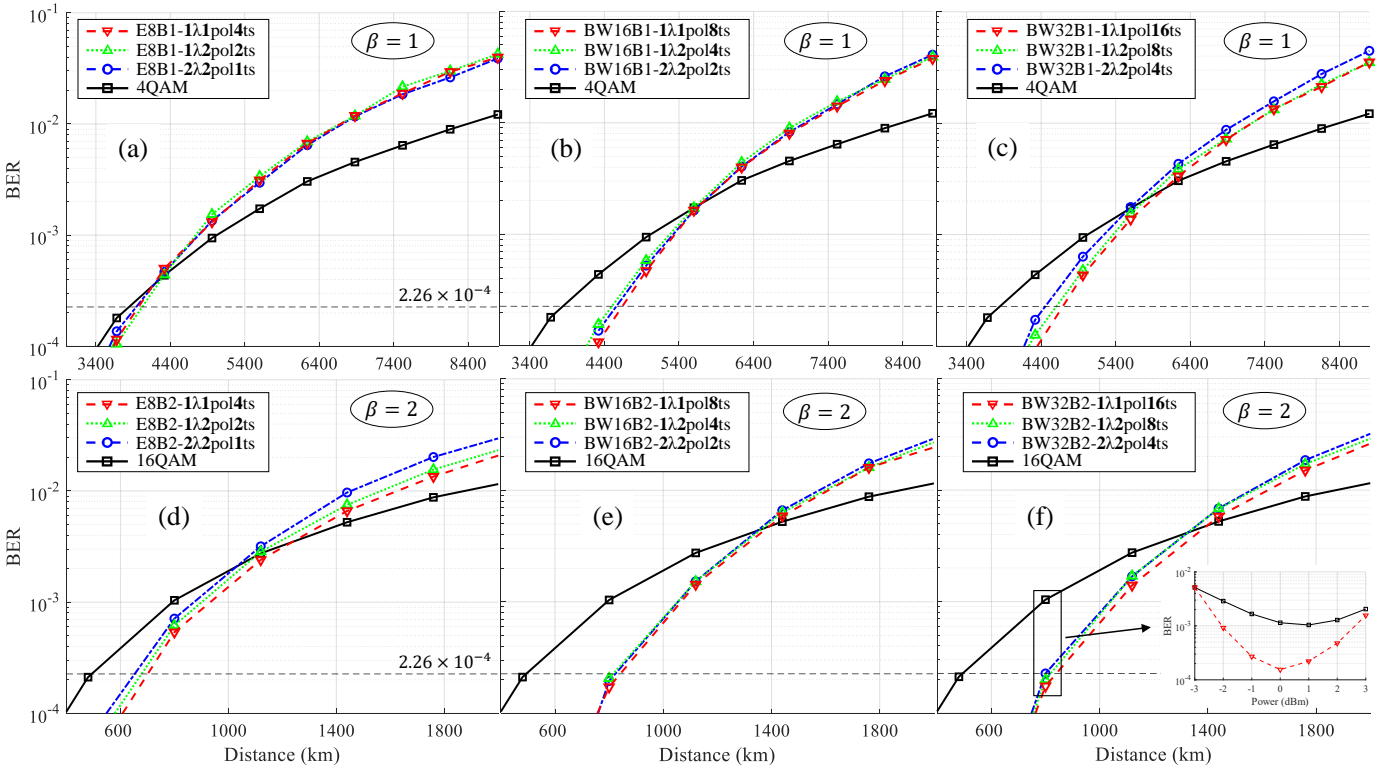 10^-1
10^-2
10^-3
10^-4
BER
E8B1-1λ1pol4ts
E8B1-1λ2pol2ts
E8B1-2λ2pol1ts
4QAM
β = 1
(a)
2.26 × 10^-4
3400 4400 5400 6400 7400 8400
BW16B1-1λ1pol8ts
BW16B1-1λ2pol4ts
BW16B1-2λ2pol2ts
4QAM
β = 1
(b)
3400 4400 5400 6240 7400 8400
BW32B1-1λ1pol16ts
BW32B1-1λ2pol8ts
BW32B1-2λ2pol4ts
4QAM
β = 1
(c)
3400 4400 5400 6240 7400 8400
10^-1
10^-2
10^-3
10^-4
BER
E8B2-1λ1pol4ts
E8B2-1λ2pol2ts
E8B2-2λ2pol1ts
16QAM
β = 2
(d)
2.26 × 10^-4
600 1000 1400 1800
Distance (km)
BW16B2-1λ1pol8ts
BW16B2-1λ2pol4ts
BW16B2-2λ2pol2ts
16QAM
β = 2
(e)
600 1000 1400 1800
Distance (km)
BW32B2-1λ1pol16ts
BW32B2-1λ2pol8ts
BW32B2-2λ2pol4ts
16QAM
β = 2
(f)
10^-2
10^-3
10^-4
BER
-3 -2 -1 0 1 2 3
Power (dBm)
600 1000 1400 1800
Distance (km)